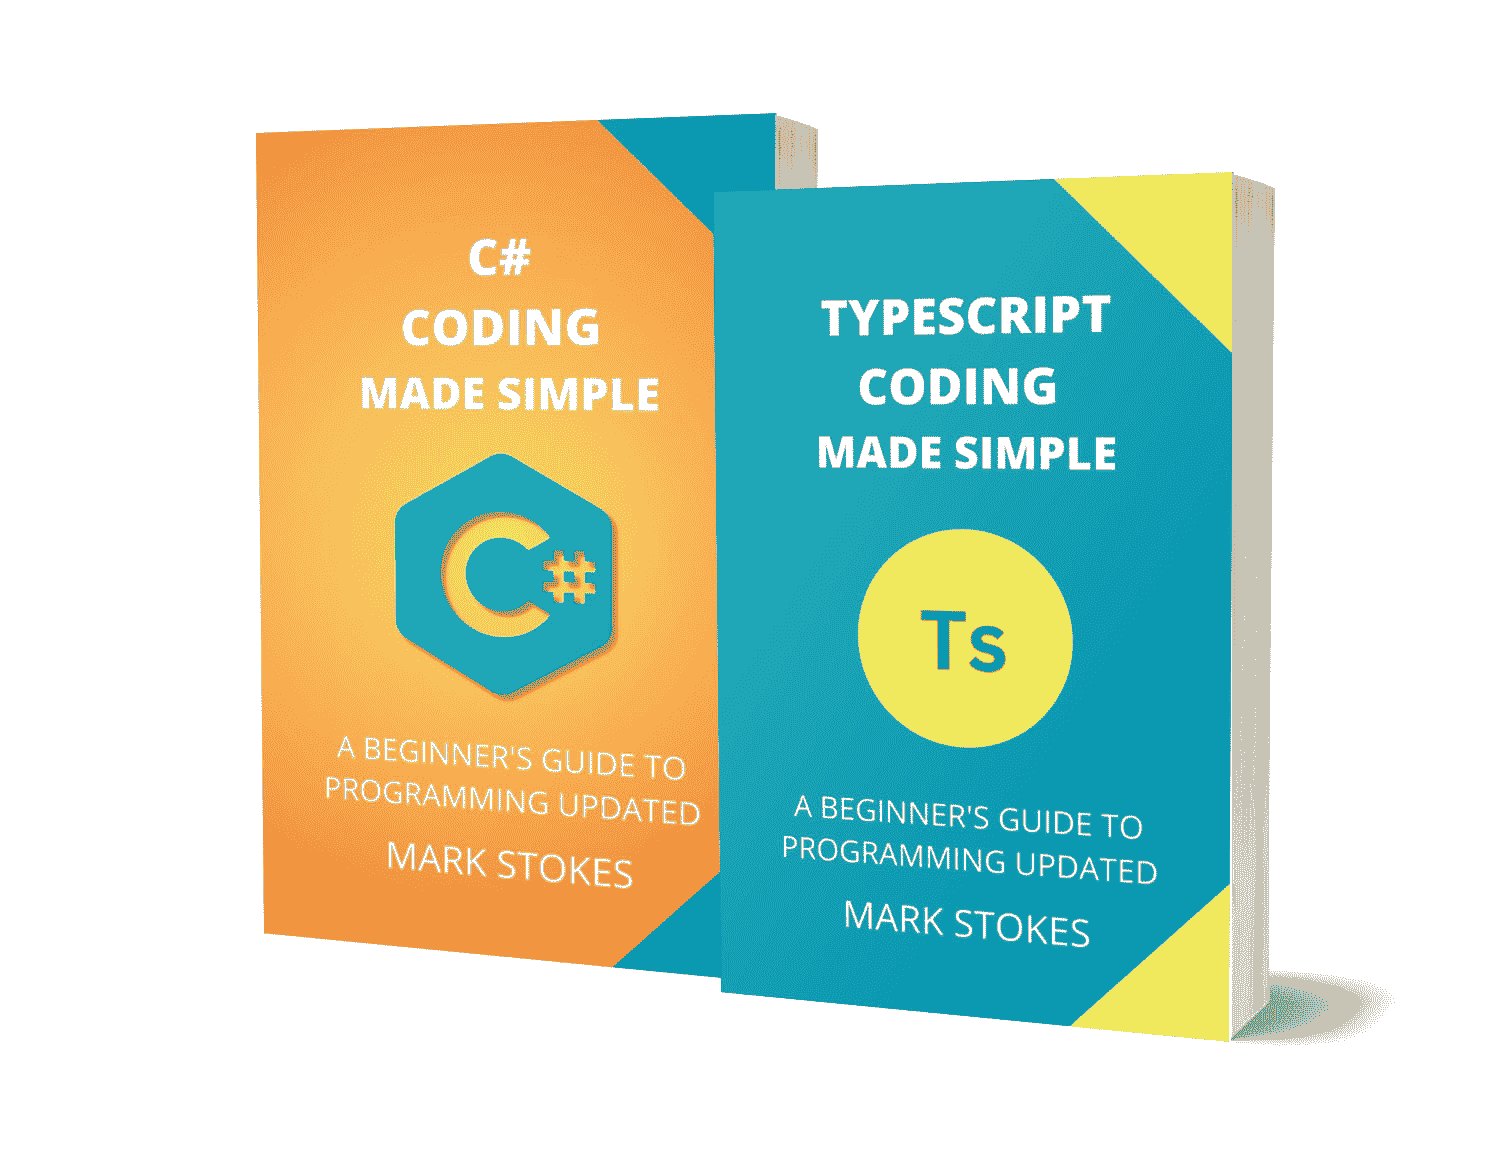 C#
CODING
MADE SIMPLE
C#
A BEGINNER'S GUIDE TO
PROGRAMMING UPDATED
MARK STOKES
TYPESCRIPT
CODING
MADE SIMPLE
Ts
A BEGINNER'S GUIDE TO
PROGRAMMING UPDATED
MARK STOKES